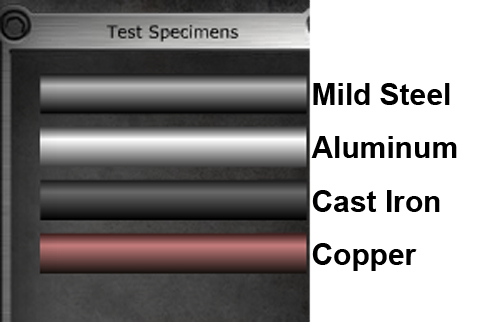 Test Specimens
Mild Steel
Aluminum
Cast Iron
Copper